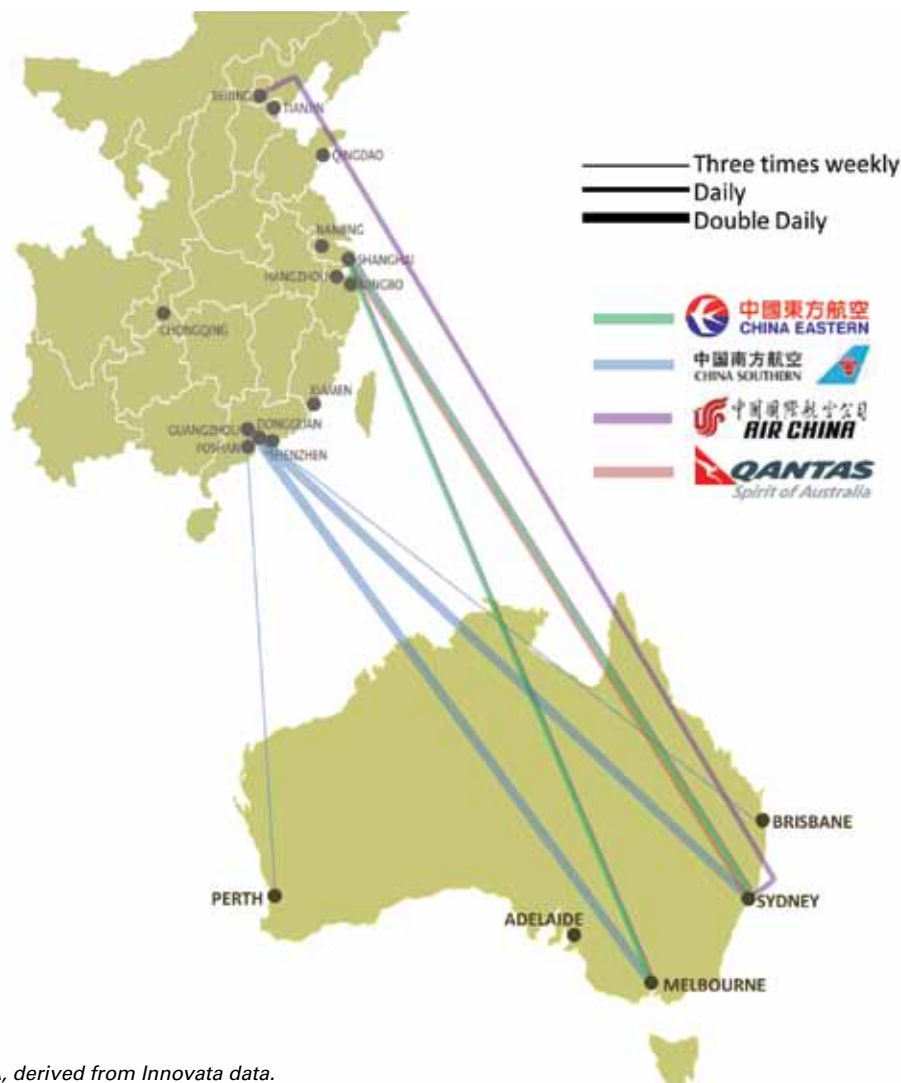 BEIJING
TIANJIN
QINGDAO
Three times weekly
Daily
Double Daily
NANJING
SHANGHAI
HANGZHOU
NINGBO
CHONGQING
中國東方航空
CHINA EASTERN
中国南方航空
CHINA SOUTHERN
中国国际航空公司
AIR CHINA
QANTAS
Spirit of Australia
XIAMEN
GUANGZHOU
DONGGUAN
FOSHAN
SHENZHEN
BRISBANE
PERTH
SYDNEY
ADELAIDE
MELBOURNE
, derived from Innovata data.